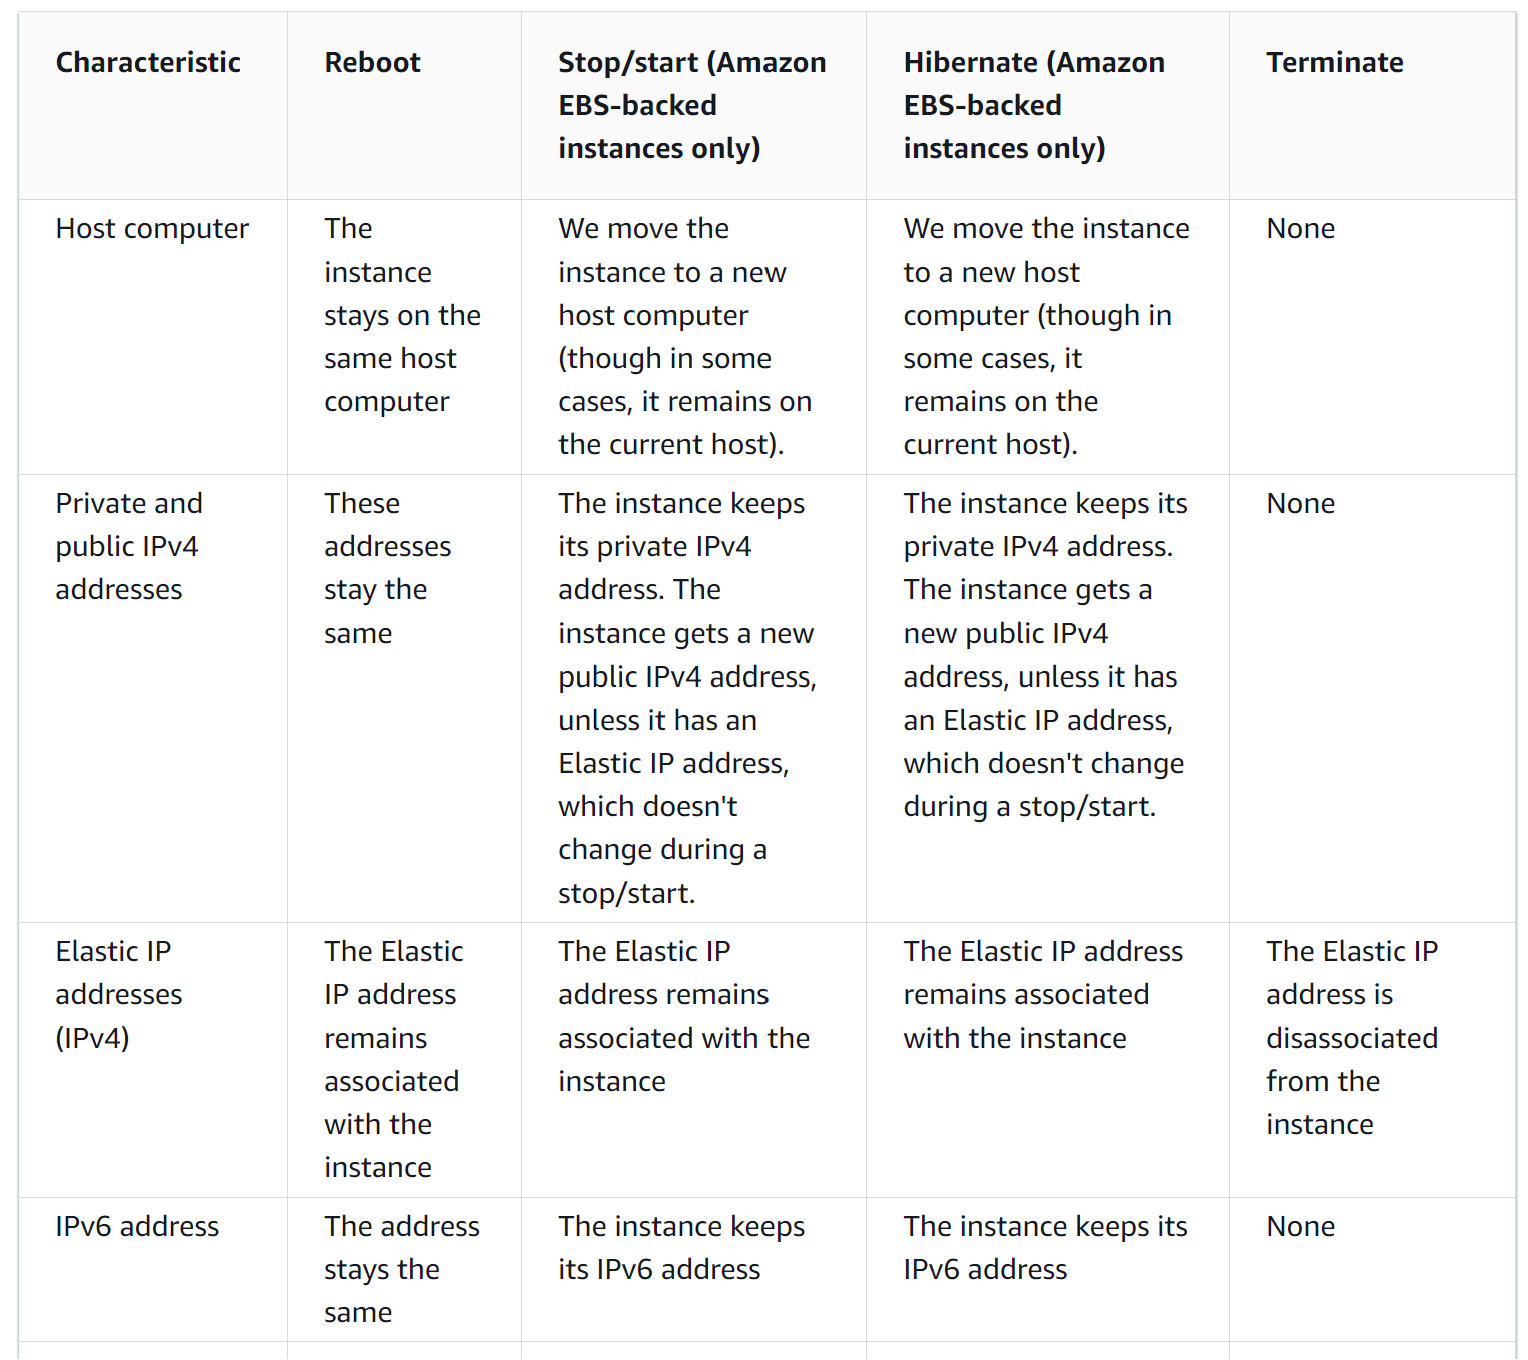 Characteristic
Reboot
Stop/start (Amazon
EBS-backed
instances only)
Hibernate (Amazon
EBS-backed
instances only)
Terminate
Host computer
The
instance
stays on the
same host
computer
We move the
instance to a new
host computer
(though in some
cases, it remains on
the current host).
We move the instance
to a new host
computer (though in
some cases, it
remains on the
current host).
None
Private and
public IPv4
addresses
These
addresses
stay the
same
The instance keeps
its private IPv4
address. The
instance gets a new
public IPv4 address,
unless it has an
Elastic IP address,
which doesn't
change during a
stop/start.
The instance keeps its
private IPv4 address.
The instance gets a
new public IPv4
address, unless it has
an Elastic IP address,
which doesn't change
during a stop/start.
None
Elastic IP
addresses
(IPv4)
The Elastic
IP address
remains
associated
with the
instance
The Elastic IP
address remains
associated with the
instance
The Elastic IP address
remains associated
with the instance
The Elastic IP
address is
disassociated
from the
instance
IPv6 address
The address
stays the
same
The instance keeps
its IPv6 address
The instance keeps its
IPv6 address
None